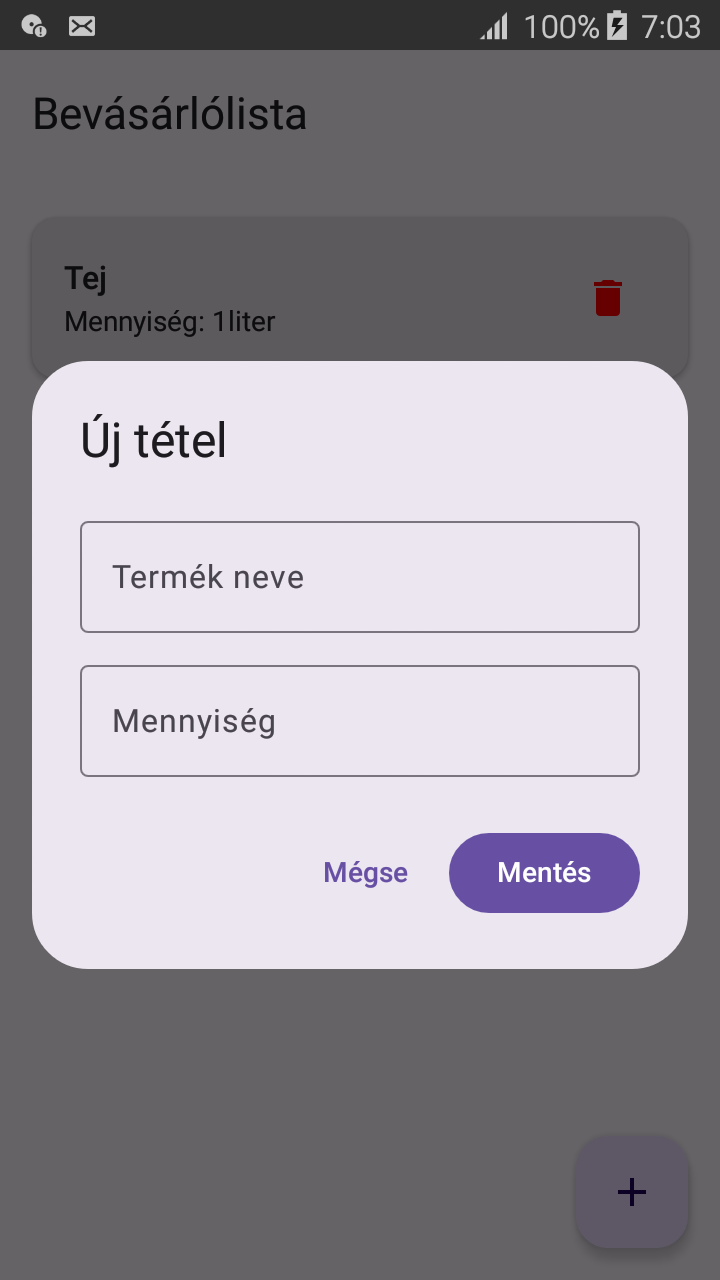 100% 7:03
Bevásárlólista
Tej
Mennyiség: 1liter
Új tétel
Termék neve
Mennyiség
Mégse Mentés